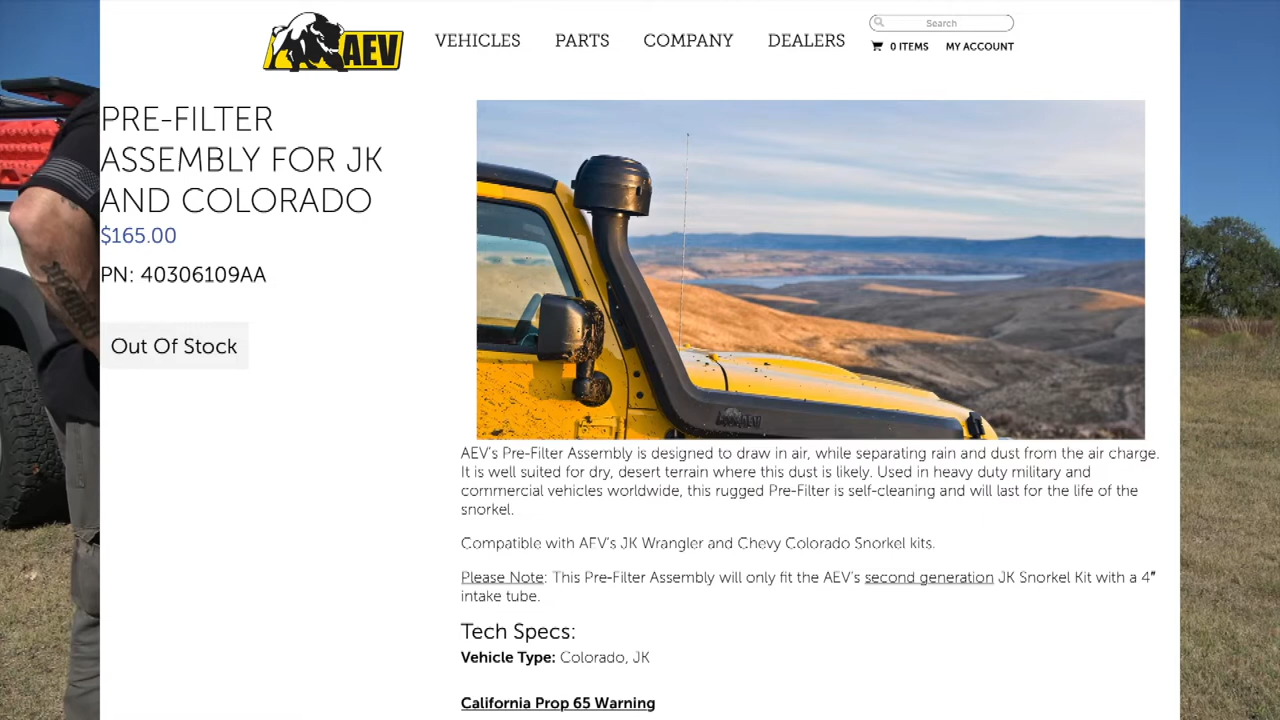 AEV
VEHICLES
PARTS
COMPANY
DEALERS
Search
0 ITEMS
MY ACCOUNT
PRE-FILTER
ASSEMBLY FOR JK
AND COLORADO
$165.00
PN: 40306109AA
Out Of Stock
AEV's Pre-Filter Assembly is designed to draw in air, while separating rain and dust from the air charge.
It is well suited for dry, desert terrain where this dust is likely. Used in heavy duty military and
commercial vehicles worldwide, this rugged Pre-Filter is self-cleaning and will last for the life of the
snorkel.
Compatible with AEV's JK Wrangler and Chevy Colorado Snorkel kits.
Please Note: This Pre-Filter Assembly will only fit the AEV's second generation JK Snorkel Kit with a 4″
intake tube.
Tech Specs:
Vehicle Type: Colorado, JK
California Prop 65 Warning